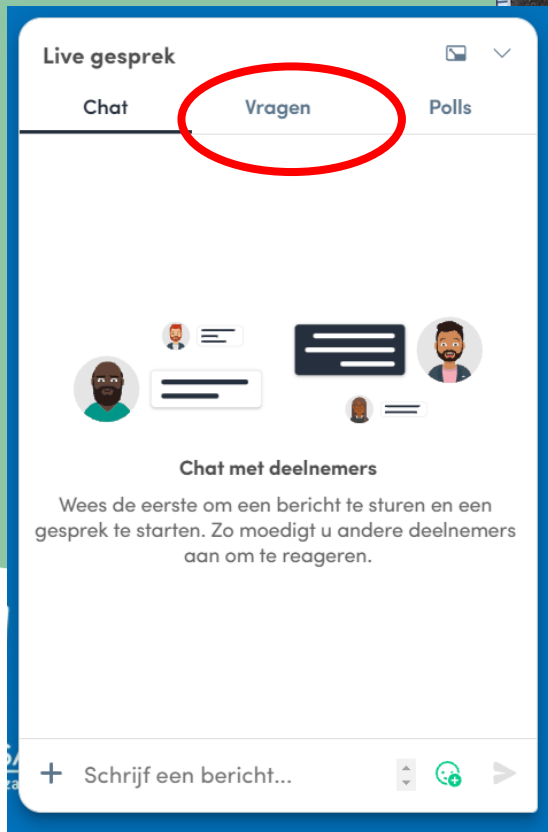 Live gesprek
Chat Vragen Polls
Chat met deelnemers
Wees de eerste om een bericht te sturen en een
gesprek te starten. Zo moedigt u andere deelnemers
aan om te reageren.
Schrijf een bericht...